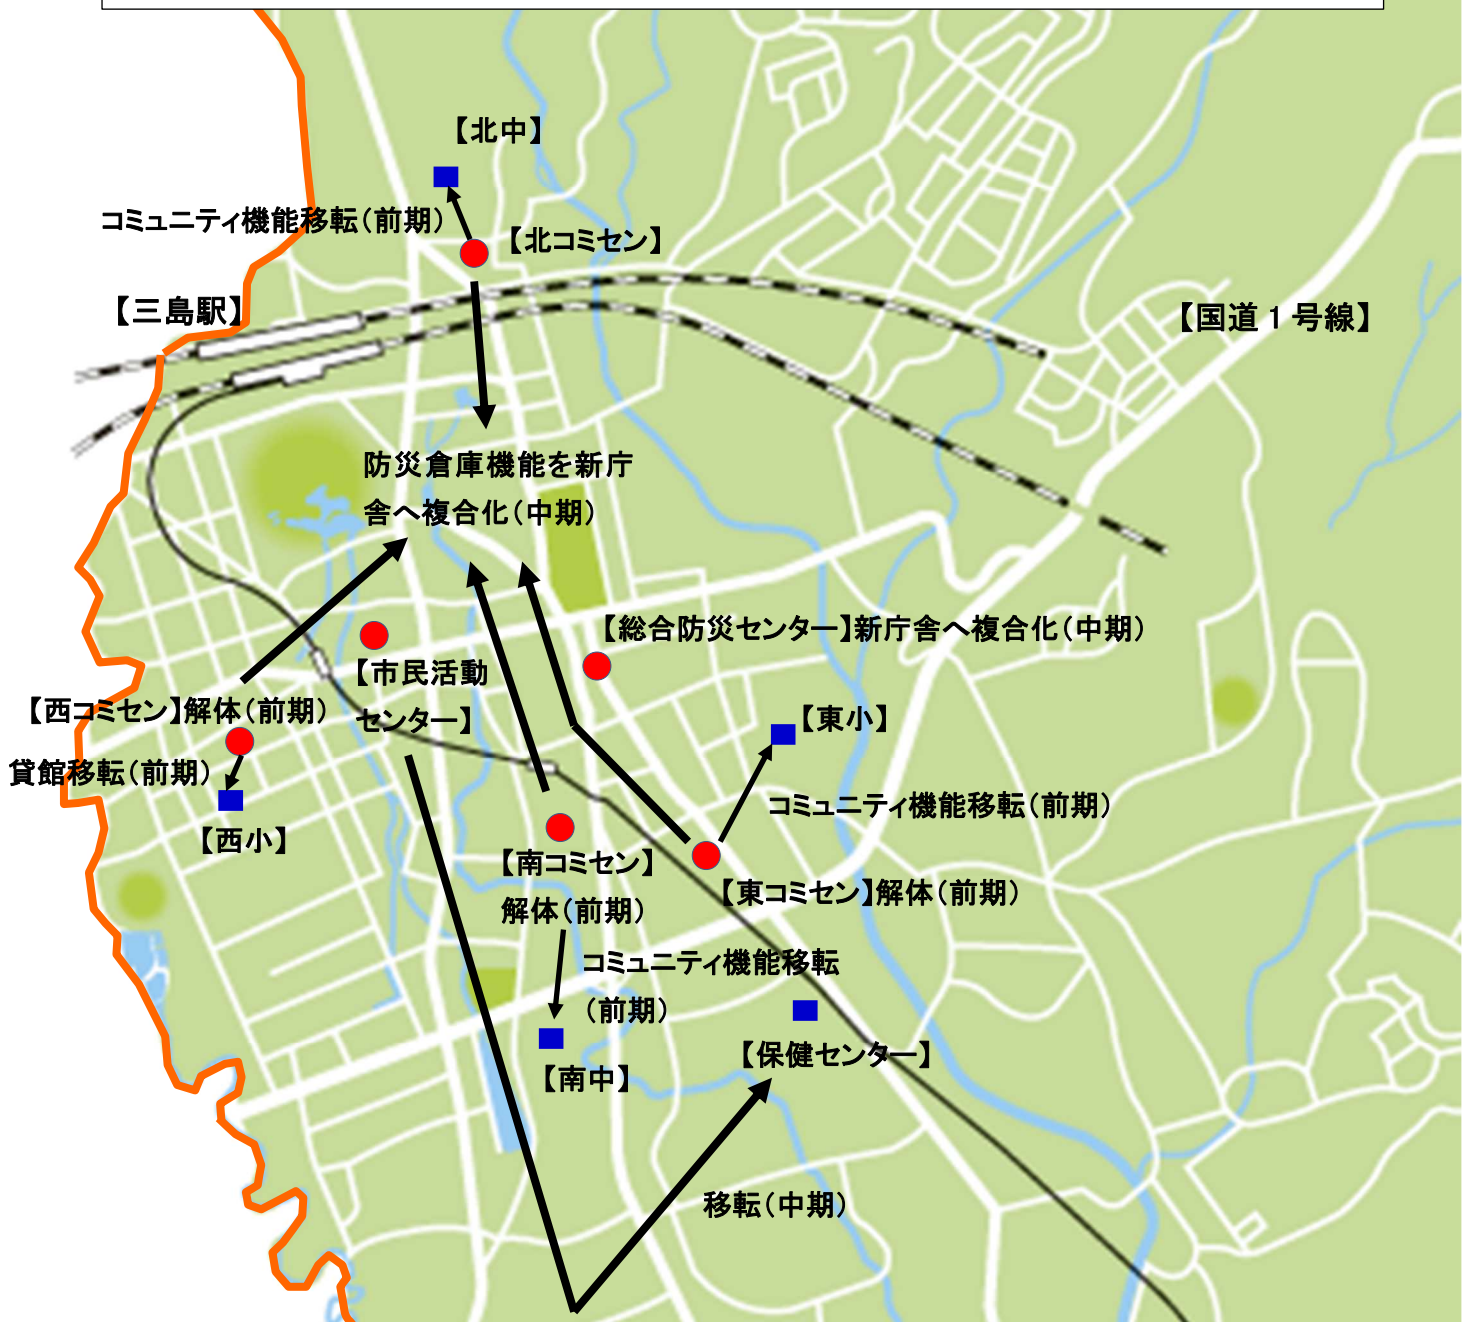 【北中】
コミュニティ機能移転（前期）
【北コミセン】
【三島駅】
【国道１号線】
防災倉庫機能を新庁
舎へ複合化（中期）
【総合防災センター】新庁舎へ複合化（中期）
【市民活動
センター】
【西コミセン】解体（前期）
貸館移転（前期）
【西小】
【東小】
コミュニティ機能移転（前期）
【南コミセン】
解体（前期）
【東コミセン】解体（前期）
コミュニティ機能移転
（前期）
【保健センター】
【南中】
移転（中期）